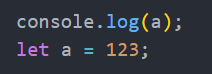 console.log(a);
let a = 123;